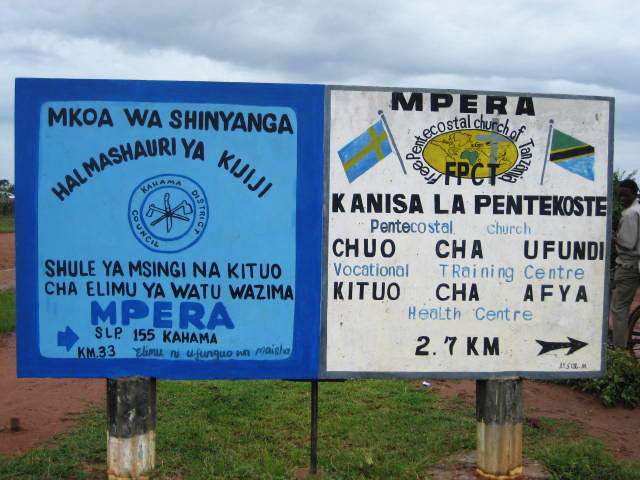 MKOA WA SHINYANGA
HALMASHAURI YA KIJIJI
KAHAMA DISTRICT
COUNCIL
SHULE YA MSINGI NA KITUO
CHA ELIMU YA WATU WAZIMA
MPERA
S.L.P. 155 KAHAMA
KM.33
Elimu ni ufunguo wa maisha
MPERA
Free Pentecostal church of Tanzania
FPCT
KANISA LA PENTEKOSTE
Pentecostal church
CHUO CHA UFUNDI
Vocational TRaining Centre
KITUO CHA AFYA
Health Centre
2.7 KM